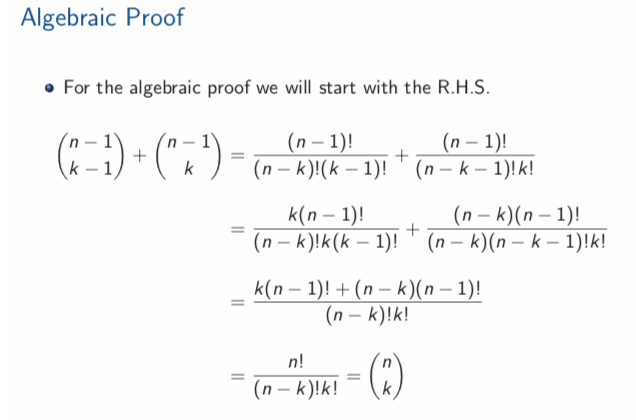 Algebraic Proof
• For the algebraic proof we will start with the R.H.S.
\binom{n-1}{k-1} + \binom{n-1}{k} = \frac{(n-1)!}{(n-k)!(k-1)!} + \frac{(n-1)!}{(n-k-1)!k!}
= \frac{k(n-1)!}{(n-k)!k(k-1)!} + \frac{(n-k)(n-1)!}{(n-k)(n-k-1)!k!}
= \frac{k(n-1)! + (n-k)(n-1)!}{(n-k)!k!}
= \frac{n!}{(n-k)!k!} = \binom{n}{k}